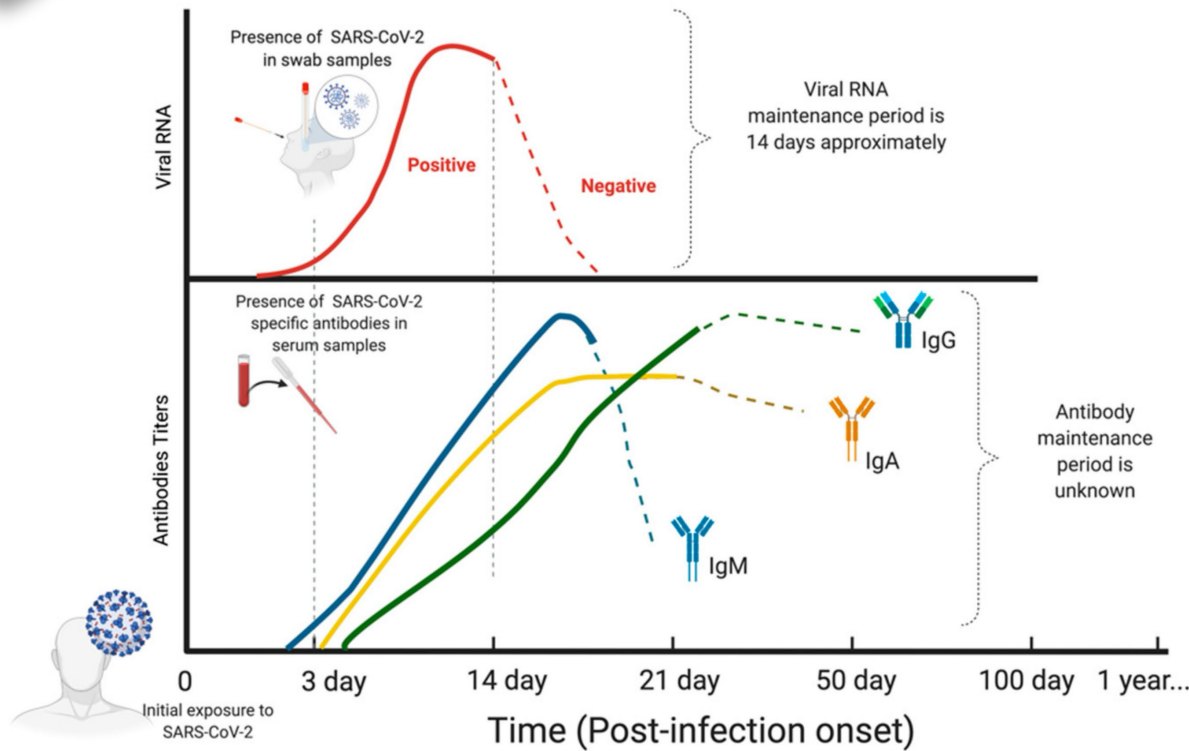 Presence of SARS-CoV-2
in swab samples
Viral RNA
Positive
Negative
Viral RNA
maintenance period is
14 days approximately
Presence of SARS-CoV-2
specific antibodies in
serum samples
Antibodies Titers
IgG
IgA
IgM
Antibody
maintenance
period is
unknown
0
3 day
14 day
21 day
50 day
100 day
1 year...
Initial exposure to
SARS-CoV-2
Time (Post-infection onset)